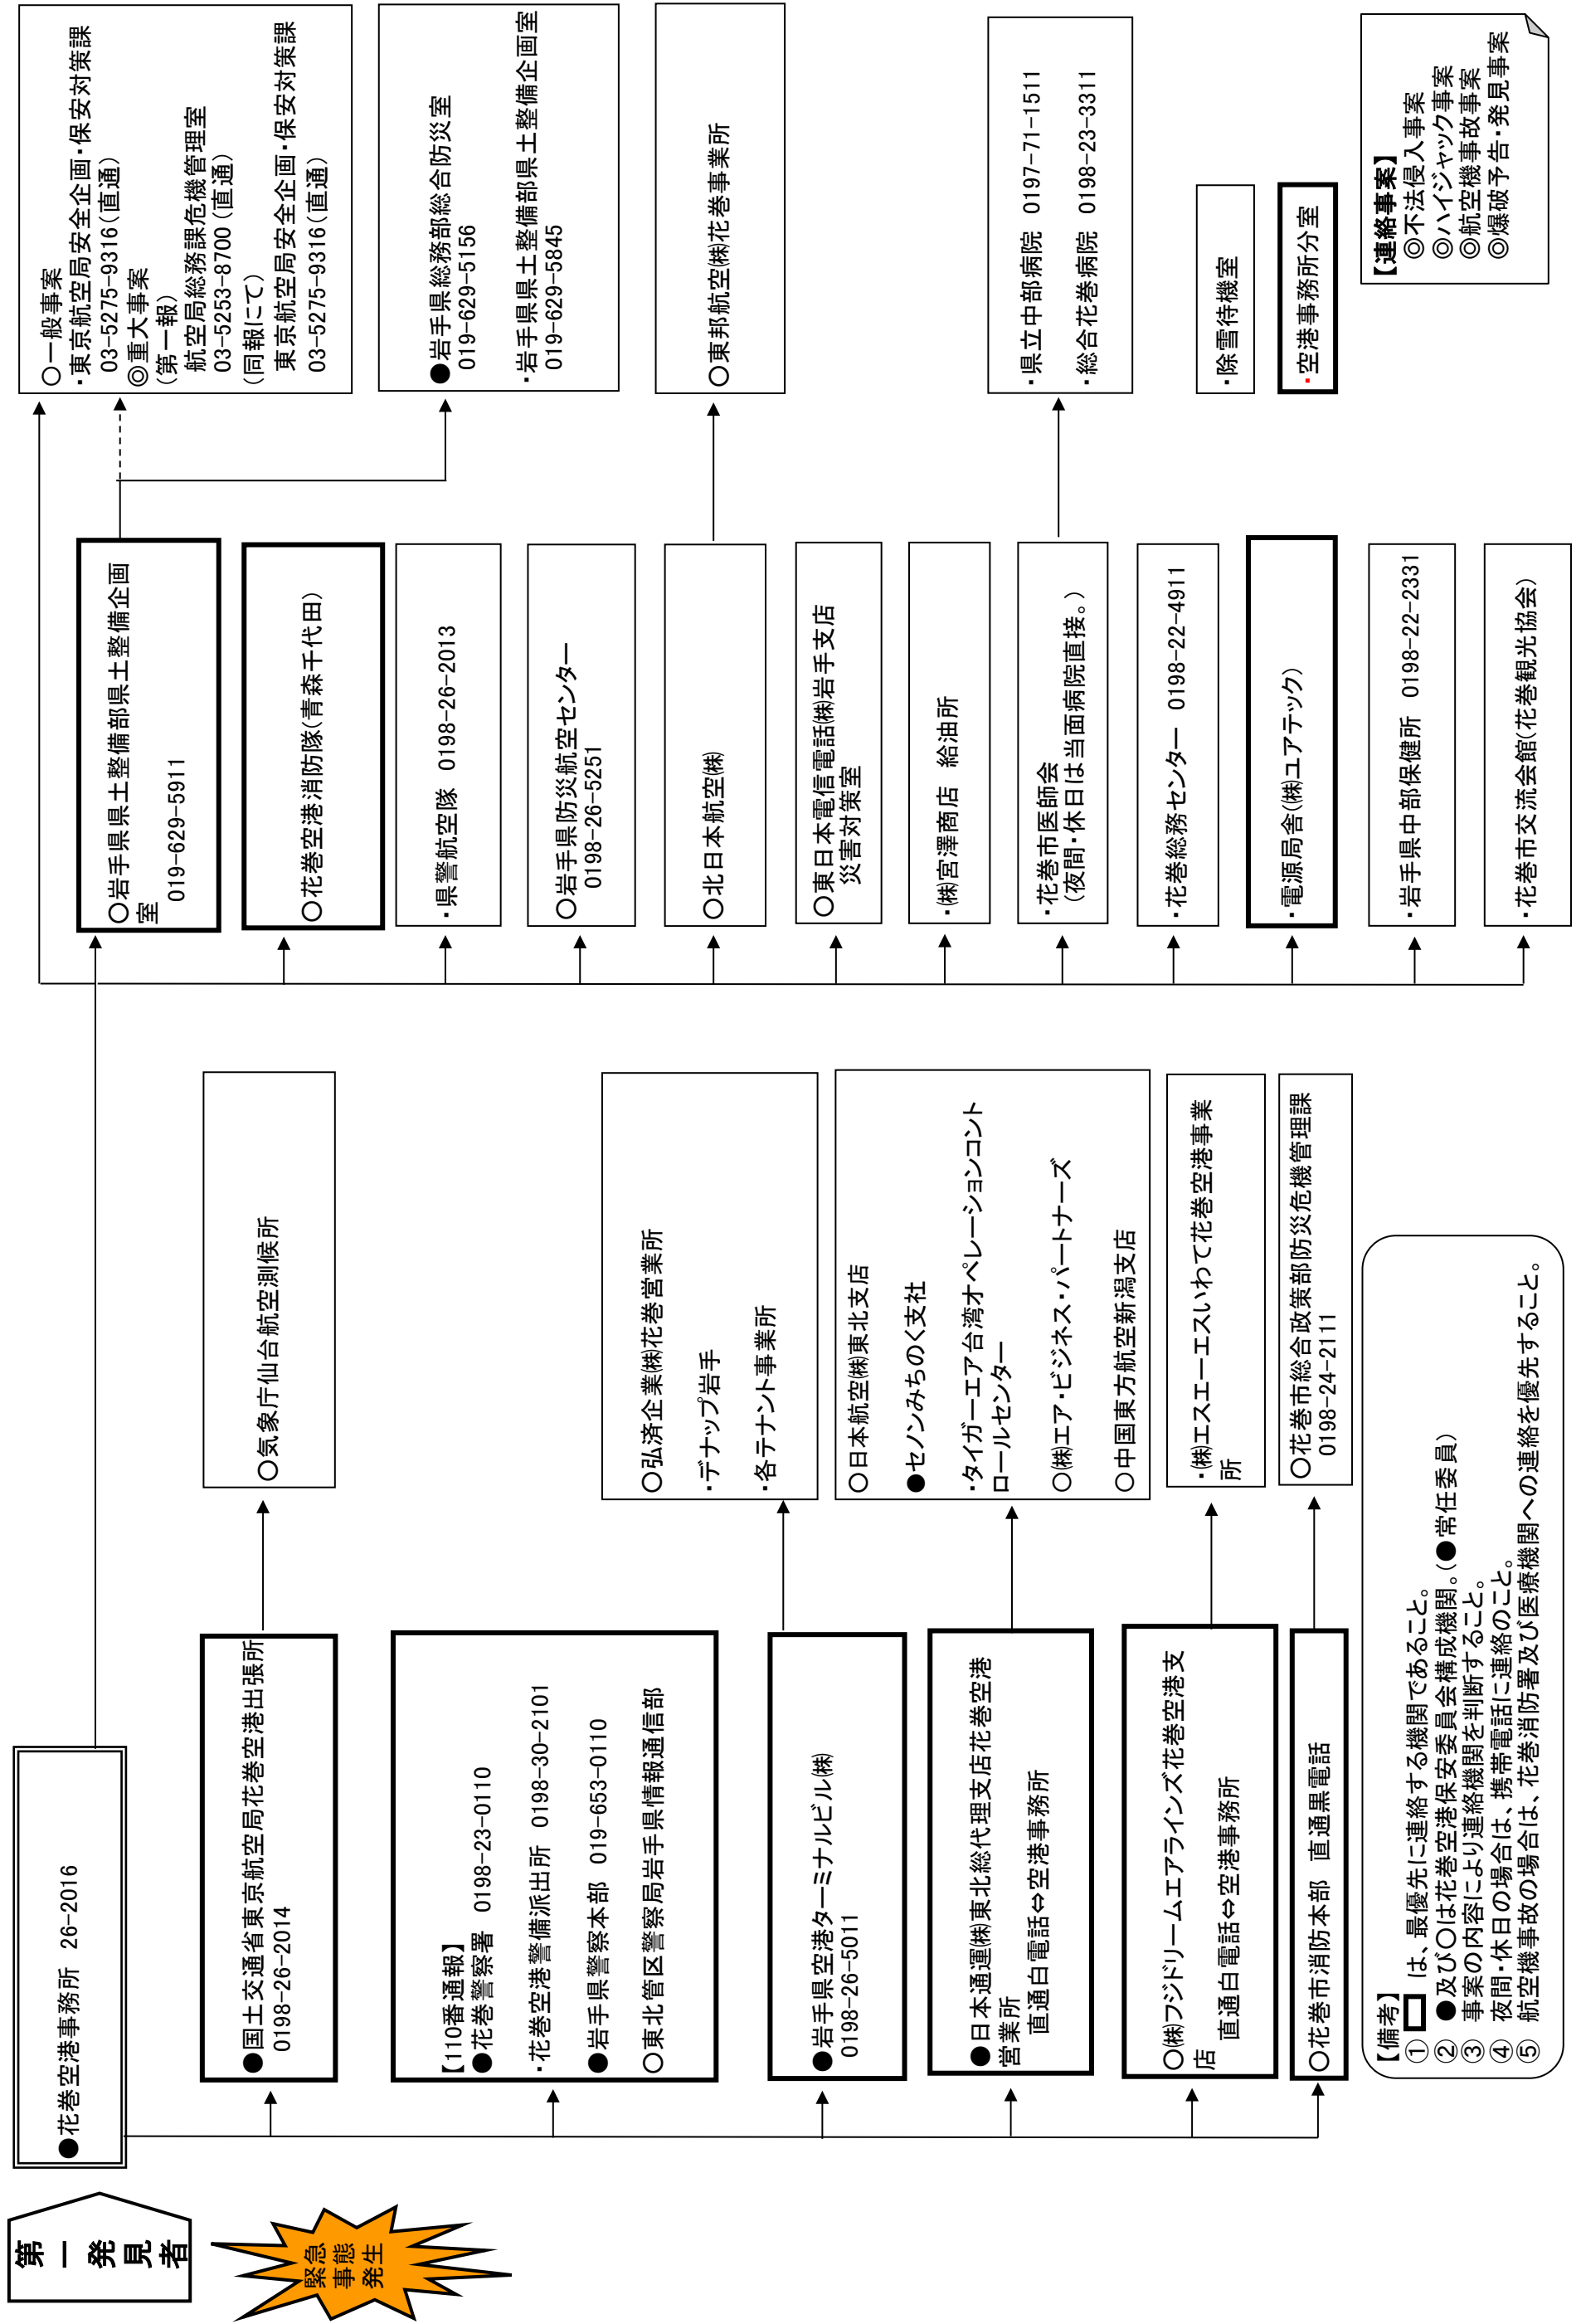 第一発見者
緊急
事態
発生
●花巻空港事務所 26-2016
●国土交通省東京航空局花巻空港出張所
0198-26-2014
【110番通報】
●花巻警察署 0198-23-0110
・花巻空港警備派出所 0198-30-2101
●岩手県警察本部 019-653-0110
○東北管区警察局岩手県情報通信部
●岩手県空港ターミナルビル㈱
0198-26-5011
●日本通運㈱東北総代理支店花巻空港
営業所
直通白電話⇔空港事務所
○㈱フジドリームエアラインズ花巻空港支
店
直通白電話⇔空港事務所
○花巻市消防本部 直通黒電話
○気象庁仙台航空測候所
○弘済企業㈱花巻営業所
・デナップ岩手
・各テナント事業所
○日本航空㈱東北支店
●セノンみちのく支社
・タイガーエア台湾オペレーションコント
ロールセンター
○㈱エア・ビジネス・パートナーズ
○中国東方航空新潟支店
・㈱エスエーエスいわて花巻空港事業
所
○花巻市総合政策部防災危機管理課
0198-24-2111
【備考】
① は、最優先に連絡する機関であること。
② ●及び○は花巻空港保安委員会構成機関。(●常任委員)
③ 事案の内容により連絡機関を判断すること。
④ 夜間・休日の場合は、携帯電話に連絡のこと。
⑤ 航空機事故の場合は、花巻消防署及び医療機関への連絡を優先すること。
○岩手県県土整備部県土整備企画
室
019-629-5911
○花巻空港消防隊(青森千代田)
・県警航空隊 0198-26-2013
○岩手県防災航空センター
0198-26-5251
○北日本航空㈱
○東日本電信電話㈱岩手支店
災害対策室
・㈱宮澤商店 給油所
・花巻市医師会
(夜間・休日は当面病院直接。)
・花巻総務センター 0198-22-4911
・電源局舎(㈱ユアテック)
・岩手県中部保健所 0198-22-2331
・花巻市交流会館(花巻観光協会)
○一般事案
・東京航空局安全企画・保安対策課
03-5275-9316(直通)
◎重大事案
(第一報)
航空局総務課危機管理室
03-5253-8700(直通)
(同報にて)
東京航空局安全企画・保安対策課
03-5275-9316(直通)
●岩手県総務部総合防災室
019-629-5156
・岩手県県土整備部県土整備企画室
019-629-5845
○東邦航空㈱花巻事業所
・県立中部病院 0197-71-1511
・総合花巻病院 0198-23-3311
・除雪待機室
・空港事務所分室
【連絡事案】
◎不法侵入事案
◎ハイジャック事案
◎航空機事故事案
◎爆破予告・発見事案